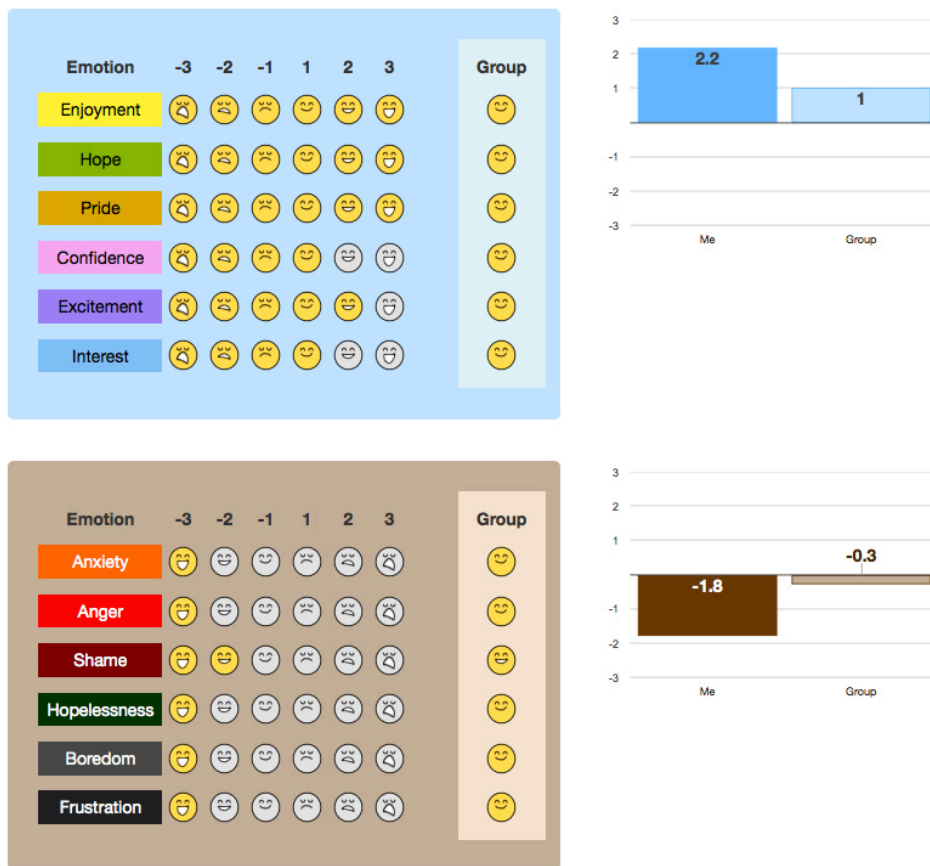 Emotion -3 -2 -1 1 2 3 Group
Enjoyment
Hope
Pride
Confidence
Excitement
Interest
3
2
1
-1
-2
-3
2.2
1
Me Group
Emotion -3 -2 -1 1 2 3 Group
Anxiety
Anger
Shame
Hopelessness
Boredom
Frustration
3
2
1
-1
-2
-3
-0.3
-1.8
Me Group